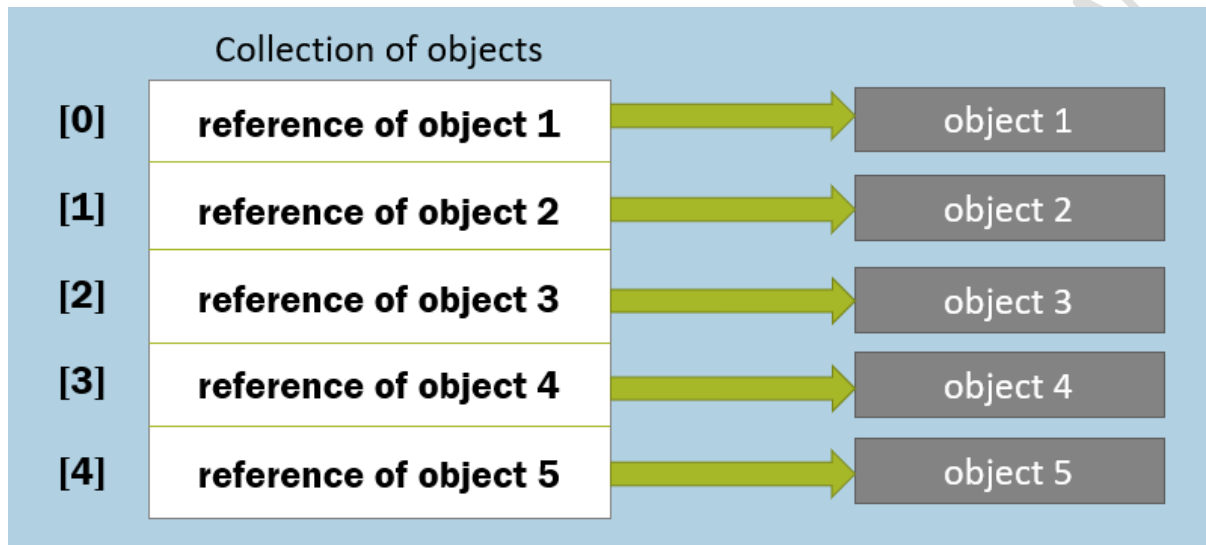 Collection of objects
[0] reference of object 1 object 1
[1] reference of object 2 object 2
[2] reference of object 3 object 3
[3] reference of object 4 object 4
[4] reference of object 5 object 5